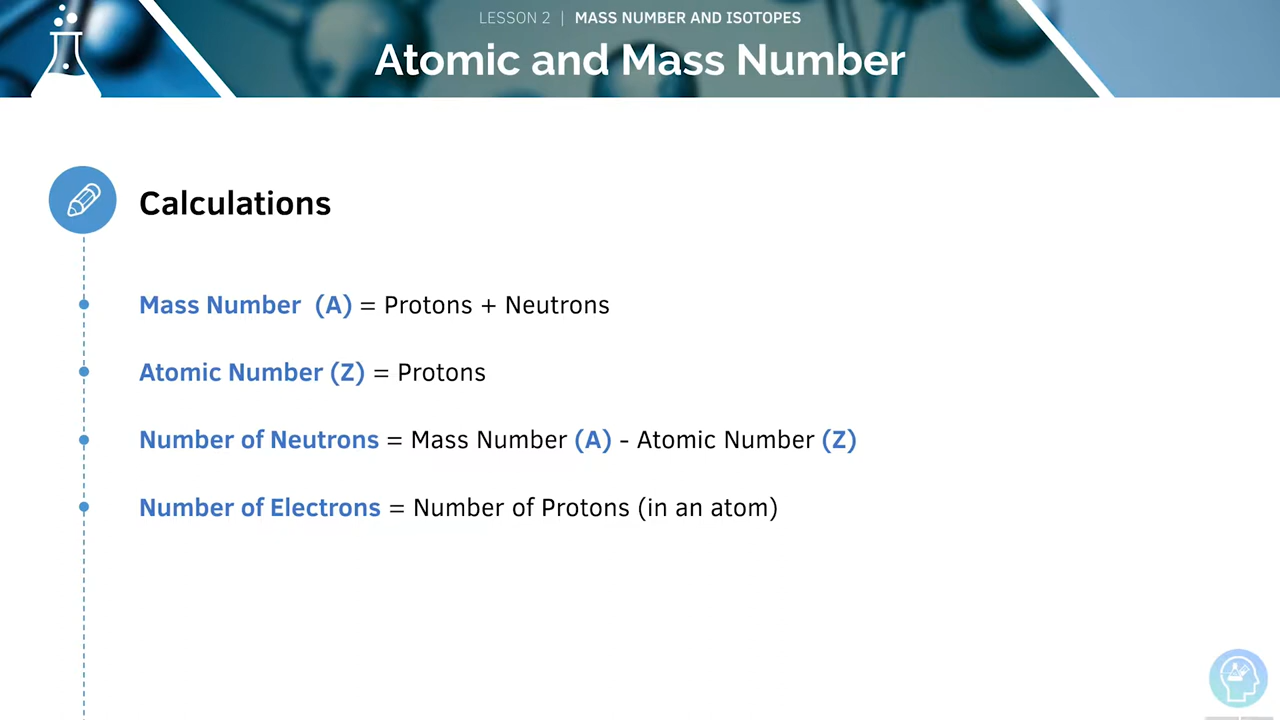 LESSON 2 | MASS NUMBER AND ISOTOPES
Atomic and Mass Number
Calculations
Mass Number (A) = Protons + Neutrons
Atomic Number (Z) = Protons
Number of Neutrons = Mass Number (A) - Atomic Number (Z)
Number of Electrons = Number of Protons (in an atom)